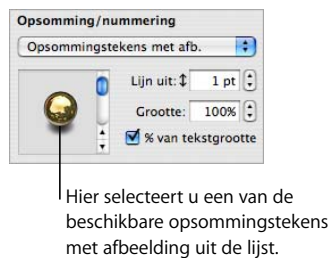 Opsomming/nummering
Opsommingstekens met afb.
Lijn uit: 1 pt
Grootte: 100%
% van tekstgrootte
Hier selecteert u een van de
beschikbare opsommingstekens
met afbeelding uit de lijst.